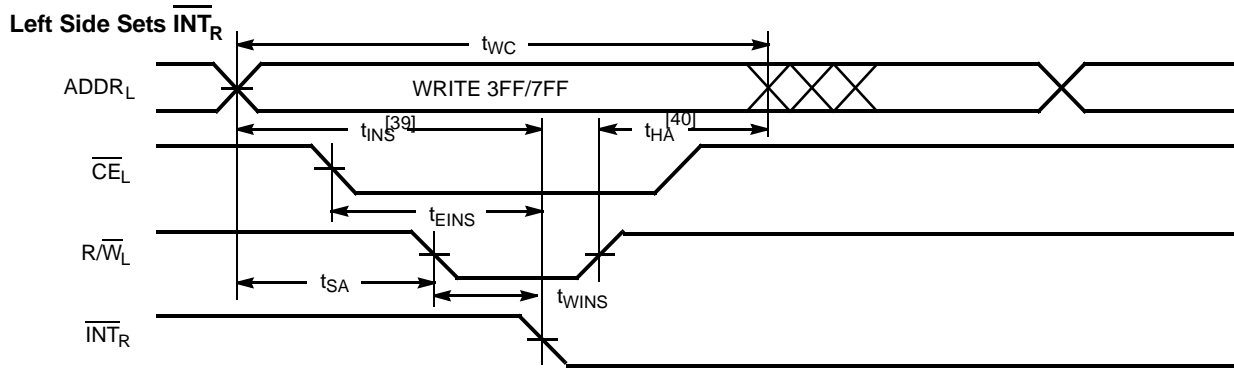 Left Side Sets INT_R
t_WC
ADDR_L
WRITE 3FF/7FF
t_INS[39]
t_HA[40]
CE_L
t_EINS
R/W_L
t_SA
t_WINS
INT_R